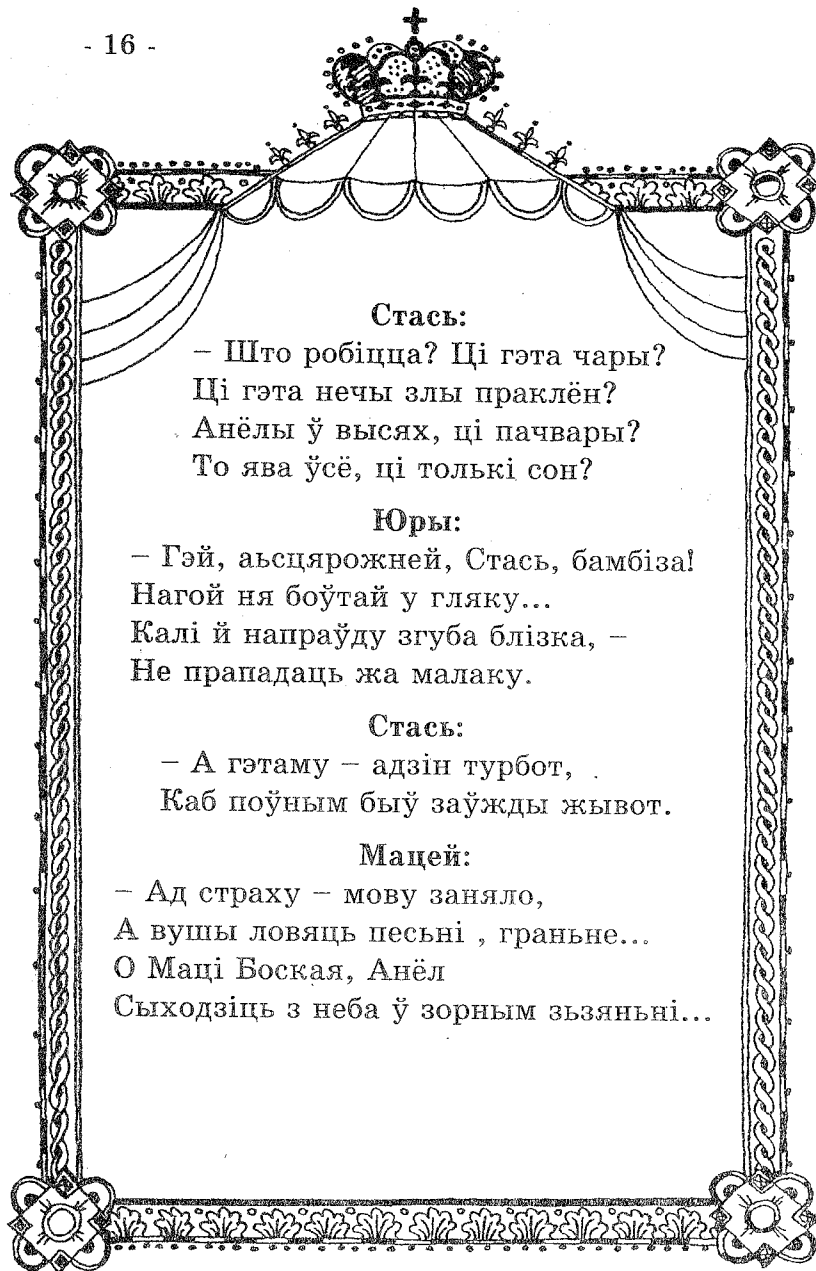 - 16 -
Стась:
– Што робіцца? Ці гэта чары?
Ці гэта нечы злы праклён?
Анёлы ў высях, ці пачвары?
То ява ўсё, ці толькі сон?
Юры:
– Гэй, аьсцярожней, Стась, бамбіза!
Нагой ня боўтай у гляку...
Калі й напраўду згуба блізка, –
Не прападаць жа малаку.
Стась:
– А гэтаму – адзін турбот,
Каб поўным быў заўжды жывот.
Мацей:
– Ад страху – мову заняло,
А вушы ловяць песьні , граньне...
О Маці Боская, Анёл
Сыходзіць з неба ў зорным зьзяньні...